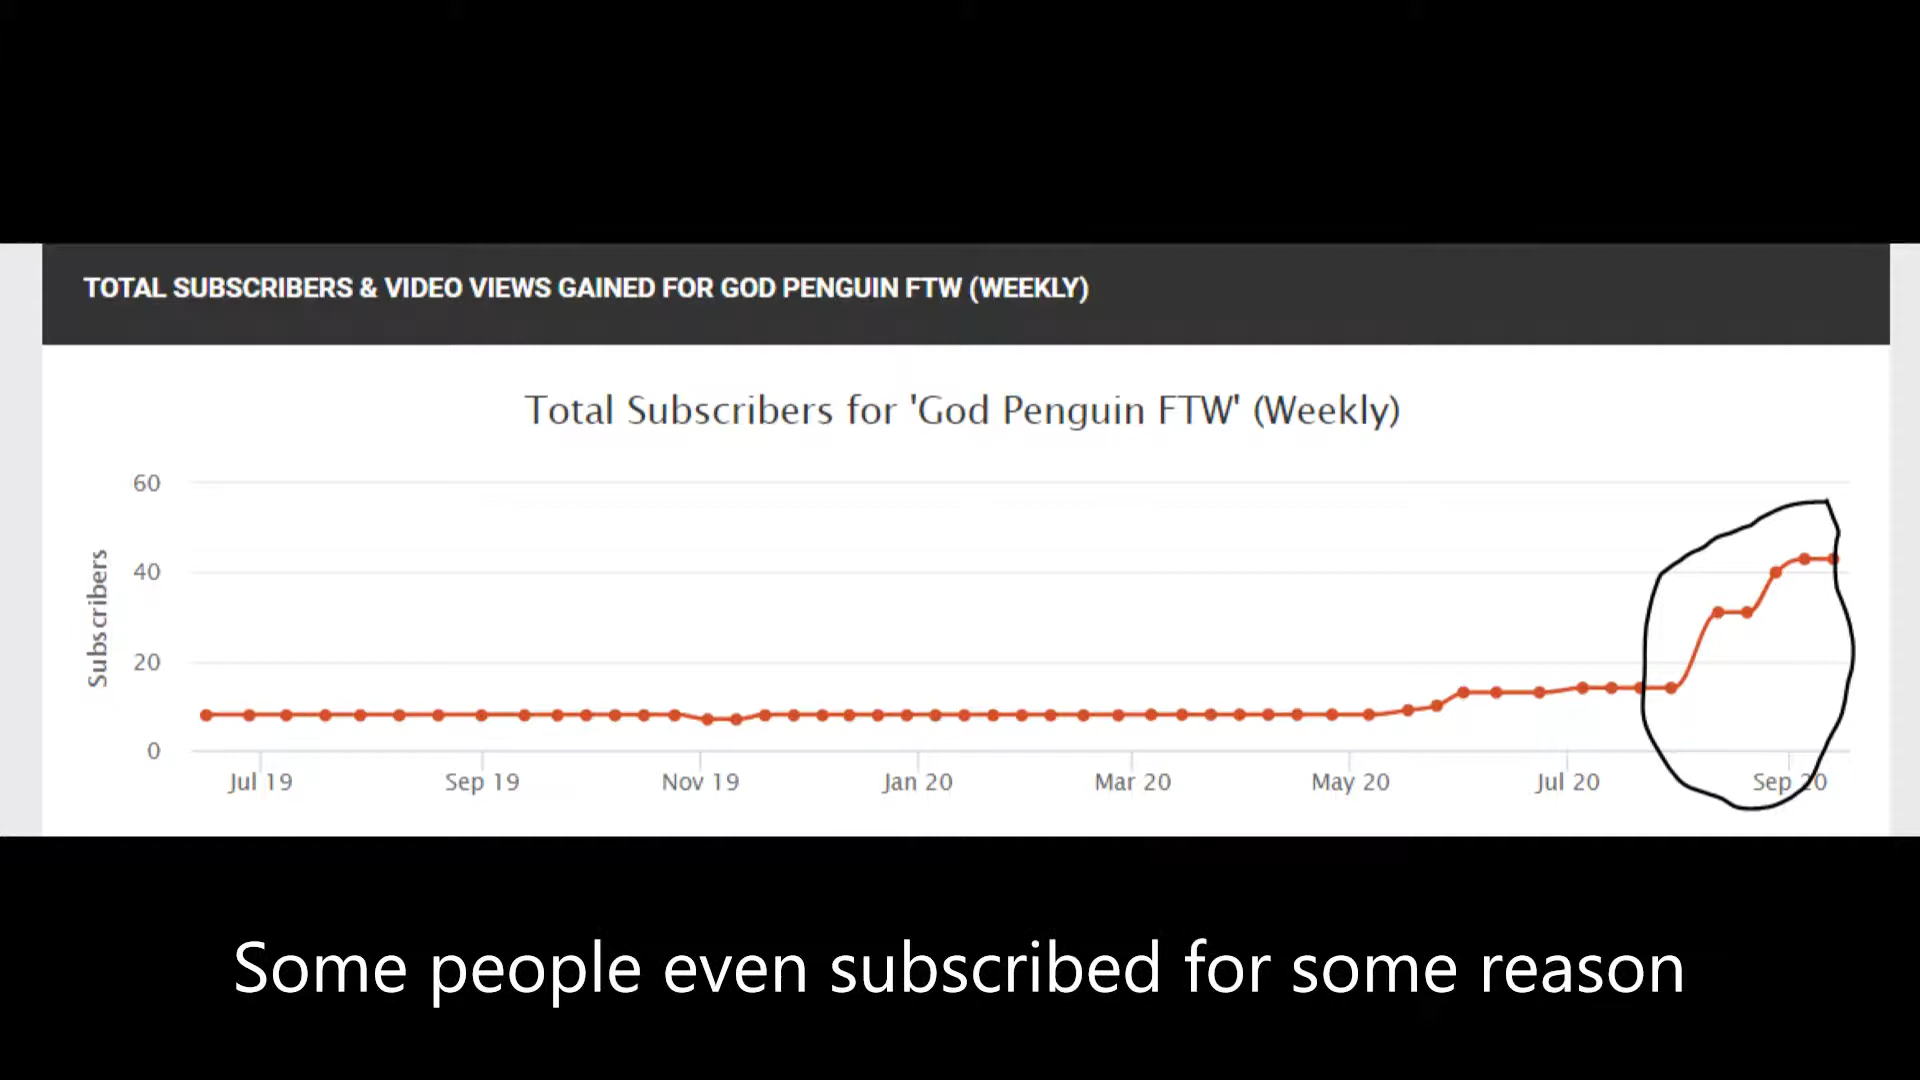 TOTAL SUBSCRIBERS & VIDEO VIEWS GAINED FOR GOD PENGUIN FTW (WEEKLY)
Total Subscribers for 'God Penguin FTW' (Weekly)
60
40
20
0
Subscribers
Jul 19
Sep 19
Nov 19
Jan 20
Mar 20
May 20
Jul 20
Sep 20
Some people even subscribed for some reason